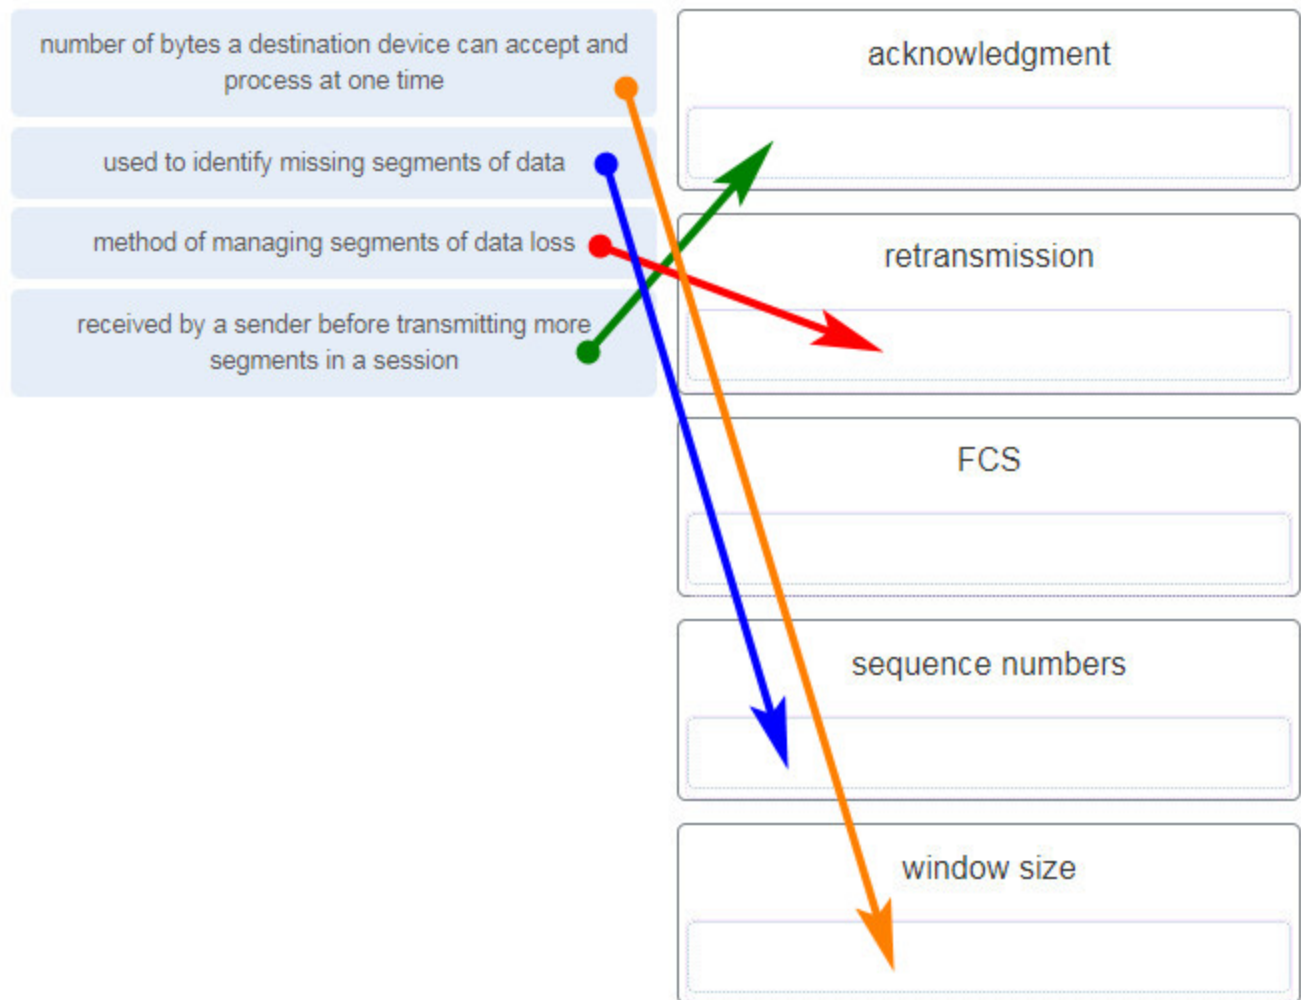 number of bytes a destination device can accept and
process at one time
used to identify missing segments of data
method of managing segments of data loss
received by a sender before transmitting more
segments in a session
acknowledgment
retransmission
FCS
sequence numbers
window size